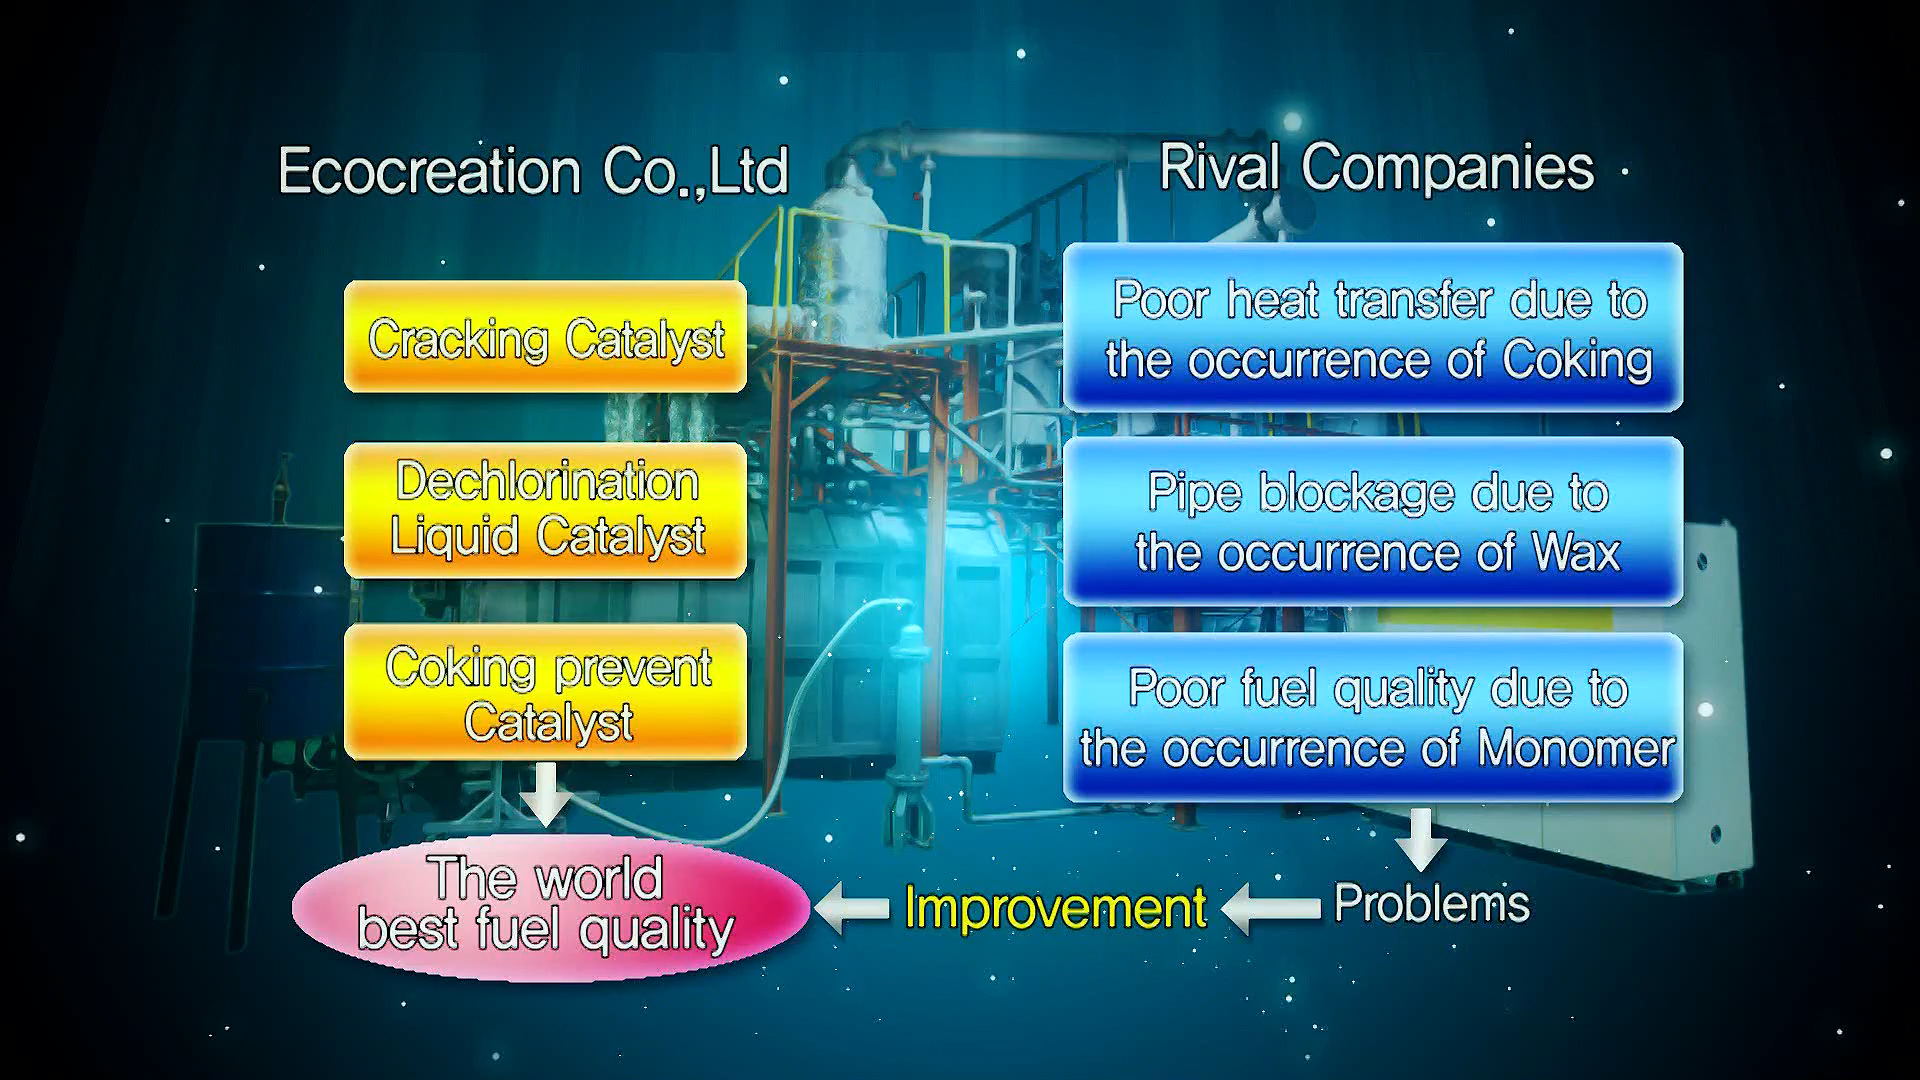 Ecocreation Co.,Ltd
Cracking Catalyst
Dechlorination
Liquid Catalyst
Coking prevent
Catalyst
The world
best fuel quality
Rival Companies
Poor heat transfer due to
the occurrence of Coking
Pipe blockage due to
the occurrence of Wax
Poor fuel quality due to
the occurrence of Monomer
Problems
Improvement